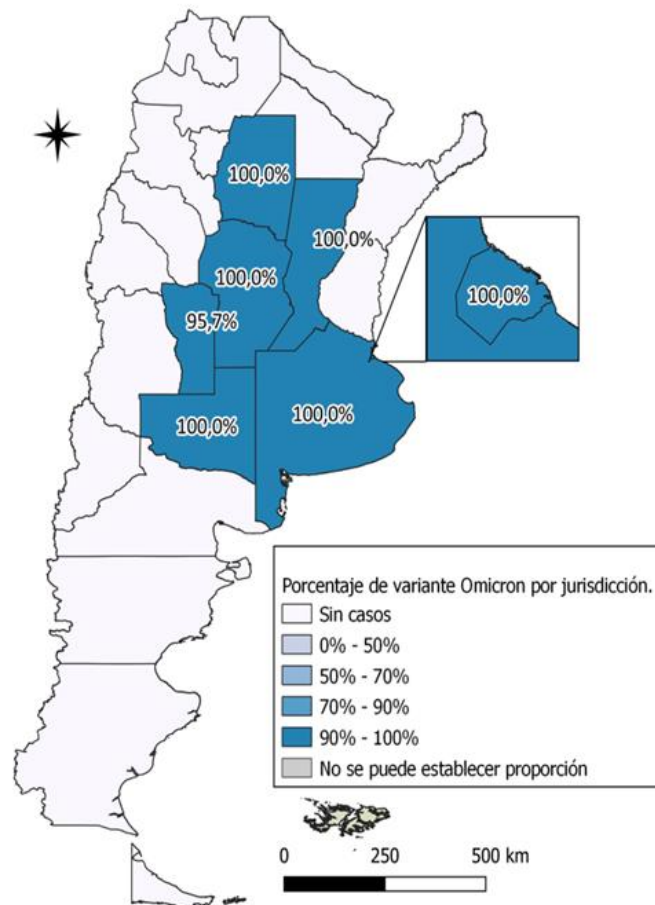 100,0%
100,0%
100,0%
100,0%
95,7%
100,0%
100,0%
Porcentaje de variante Omicron por jurisdicción.
Sin casos
0% - 50%
50% - 70%
70% - 90%
90% - 100%
No se puede establecer proporción
0 250 500 km